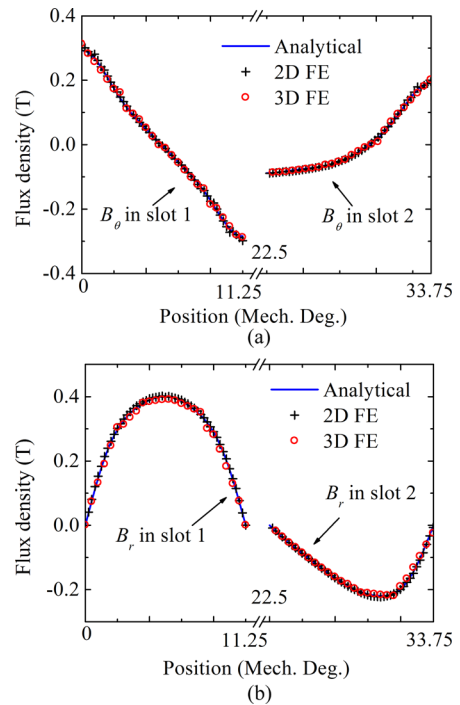 0.4
0.2
0.0
-0.2
-0.4
Flux density (T)
Analytical
2D FE
3D FE
Bθ in slot 1
Bθ in slot 2
22.5
0
11.25
33.75
Position (Mech. Deg.)
(a)
0.4
0.2
0.0
-0.2
Flux density (T)
Analytical
2D FE
3D FE
Br in slot 1
Br in slot 2
22.5
0
11.25
33.75
Position (Mech. Deg.)
(b)